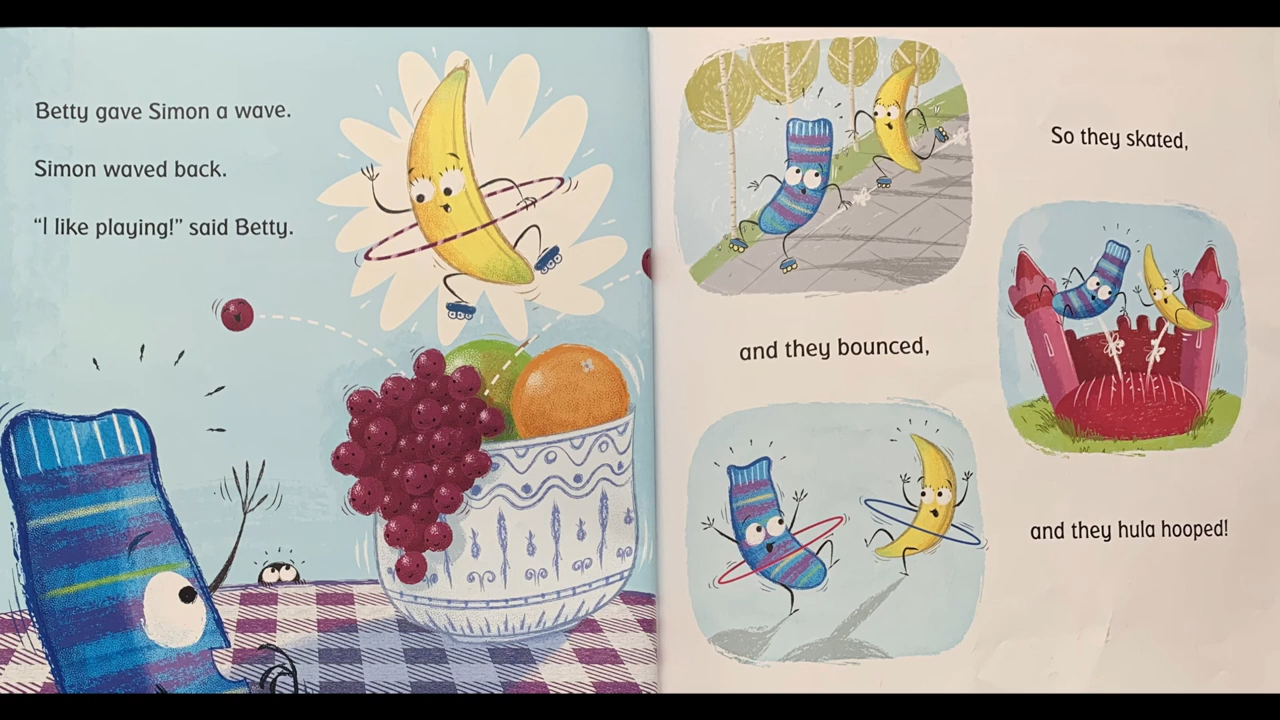 Betty gave Simon a wave.
Simon waved back.
“I like playing!” said Betty.
So they skated,
and they bounced,
and they hula hooped!